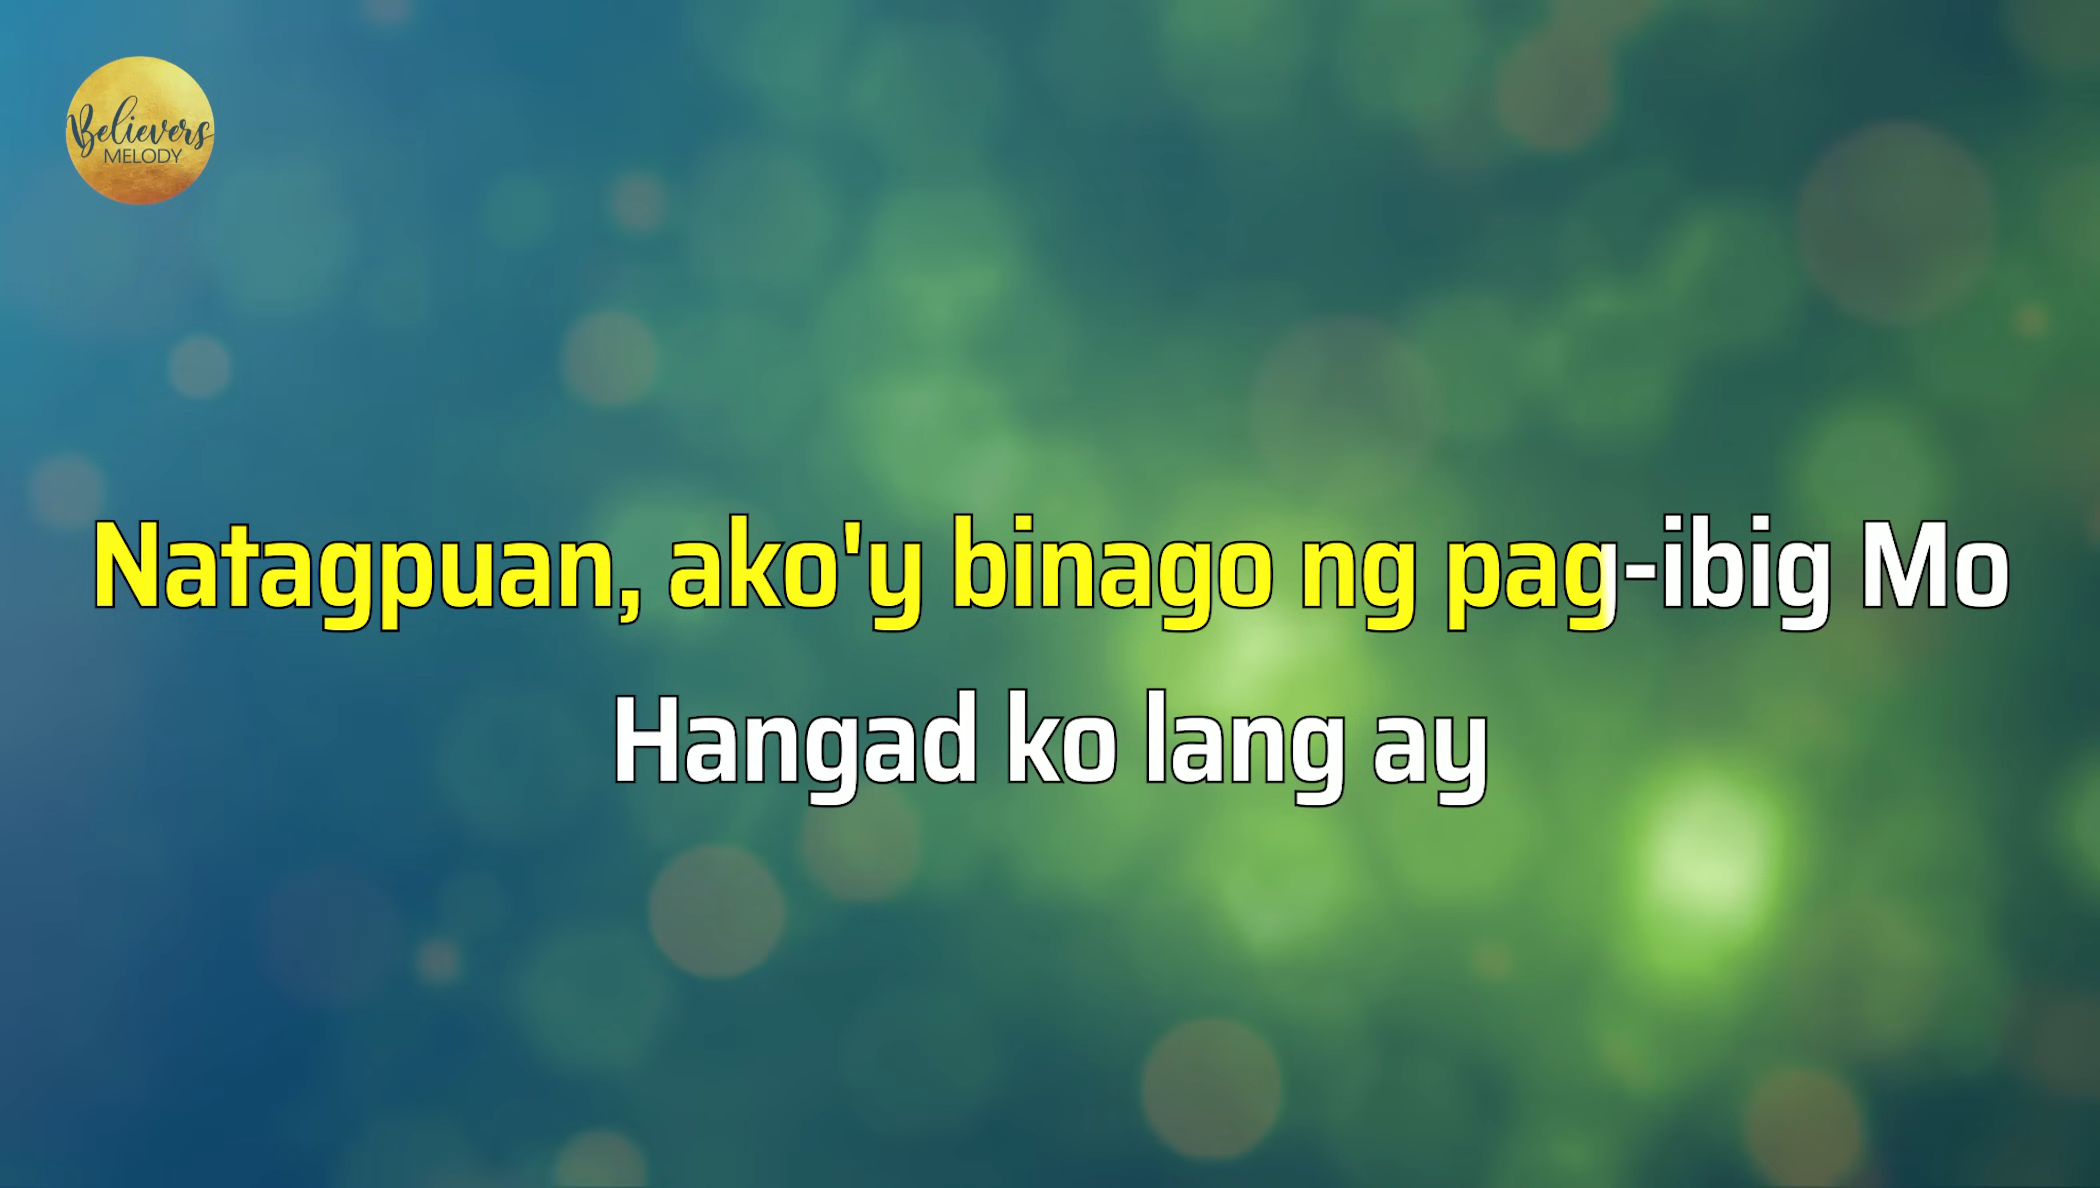 Believers
MELODY
Natagpuan, ako'y binago ng pag-ibig Mo
Hangad ko lang ay